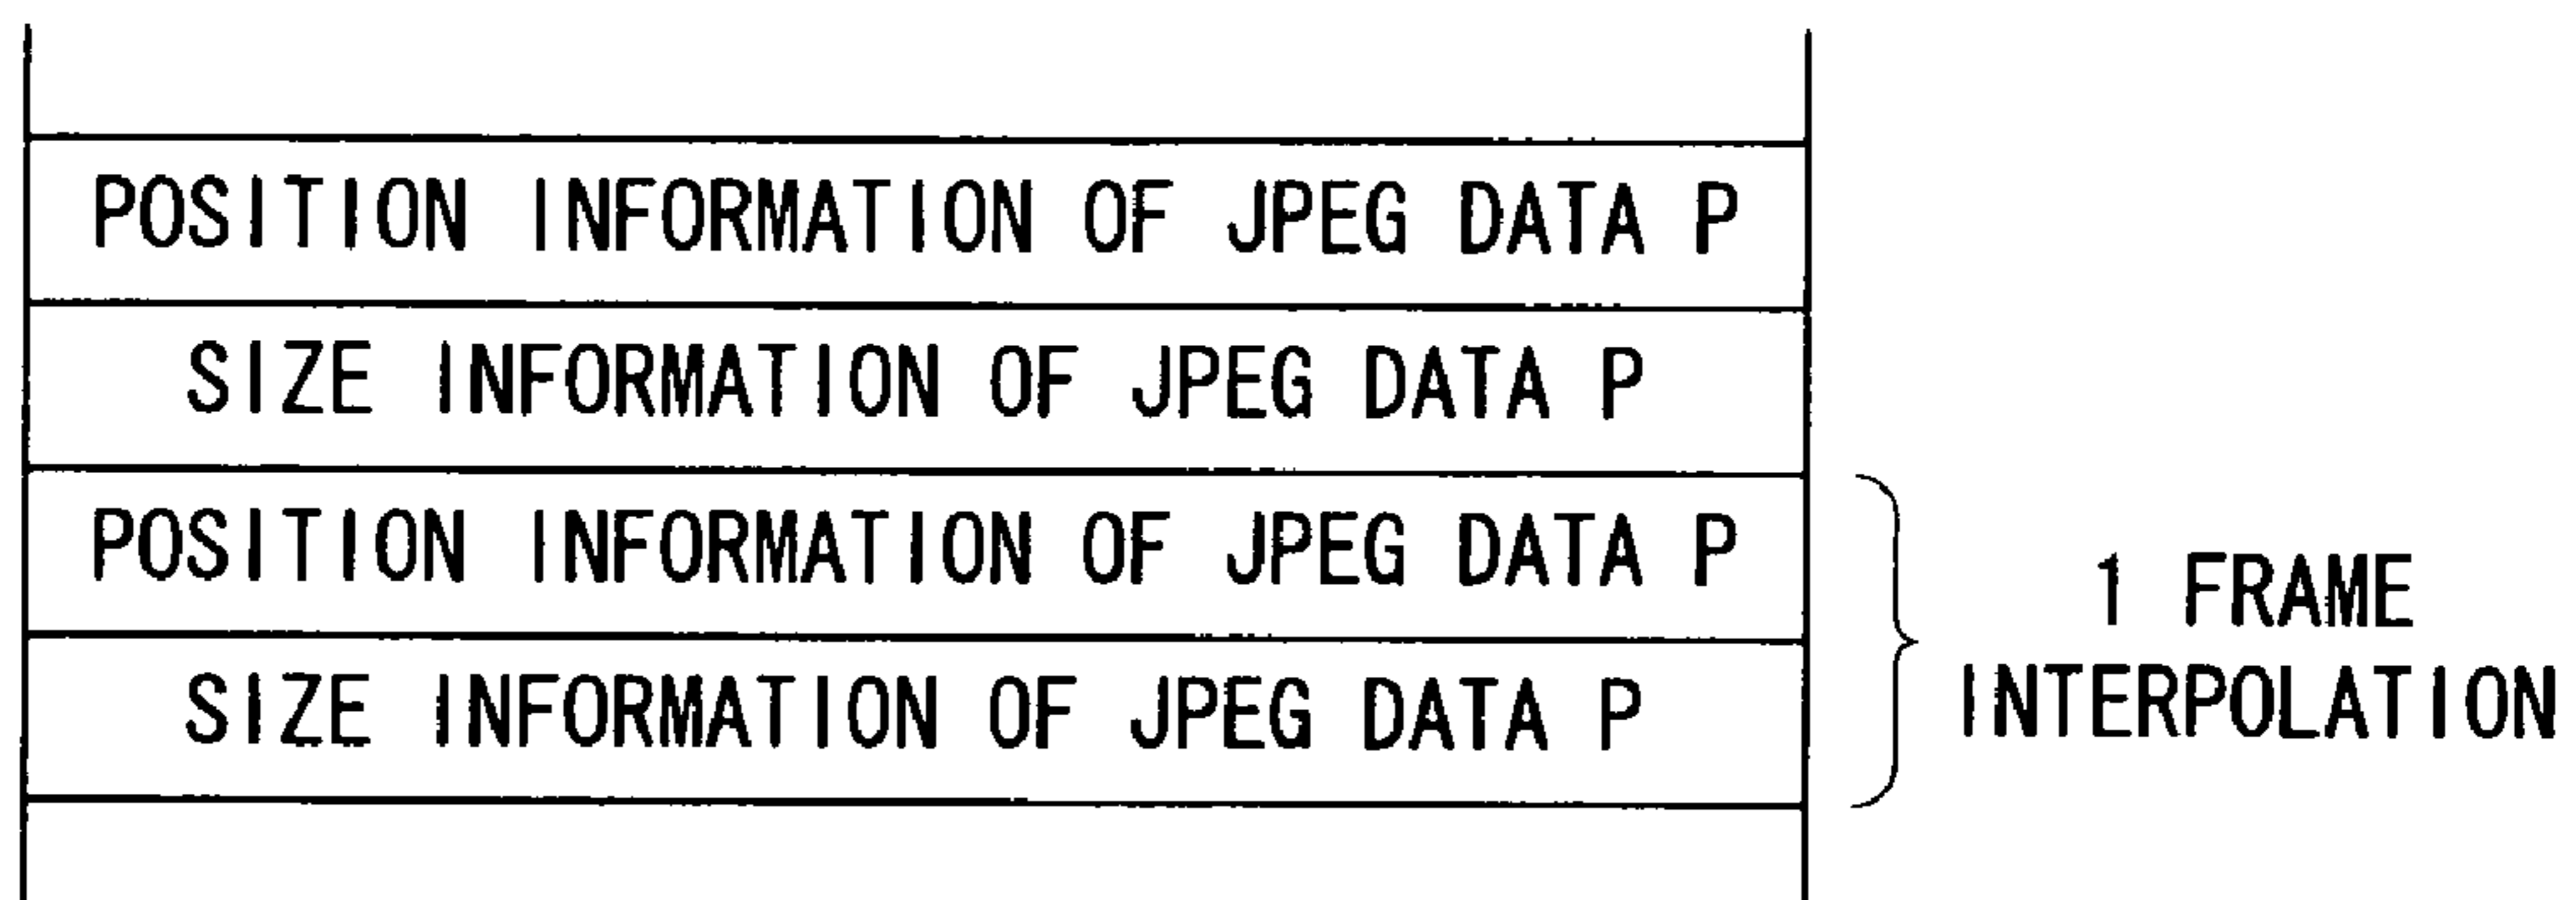 POSITION INFORMATION OF JPEG DATA P
SIZE INFORMATION OF JPEG DATA P
POSITION INFORMATION OF JPEG DATA P
SIZE INFORMATION OF JPEG DATA P
1 FRAME
INTERPOLATION